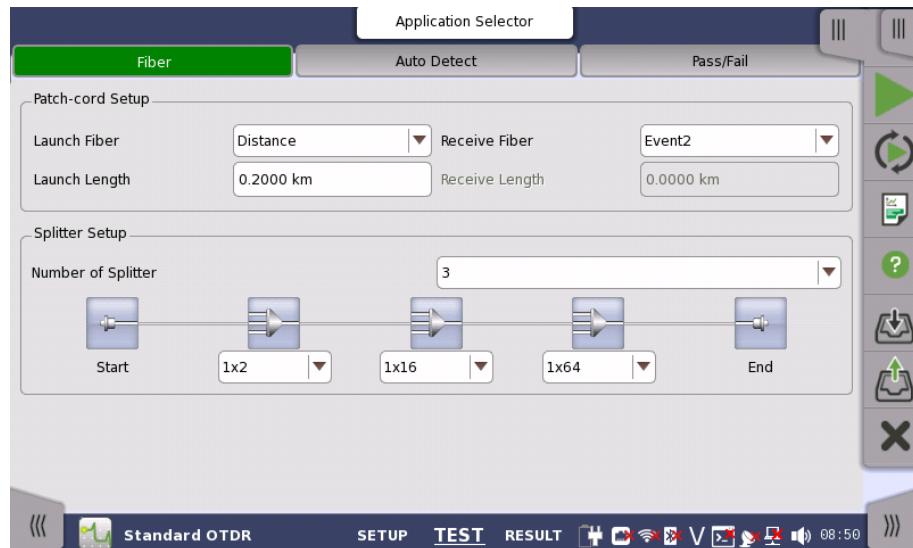 Application Selector
Fiber
Auto Detect
Pass/Fail
Patch-cord Setup
Launch Fiber
Distance
Receive Fiber
Event2
Launch Length
0.2000 km
Receive Length
0.0000 km
Splitter Setup
Number of Splitter
3
Start
1x2
1x16
1x64
End
Standard OTDR
SETUP
TEST
RESULT
V
08:50